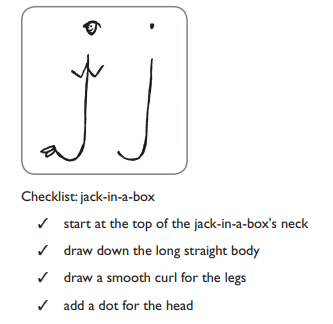 j
Checklist: jack-in-a-box
✓ start at the top of the jack-in-a-box's neck
✓ draw down the long straight body
✓ draw a smooth curl for the legs
✓ add a dot for the head